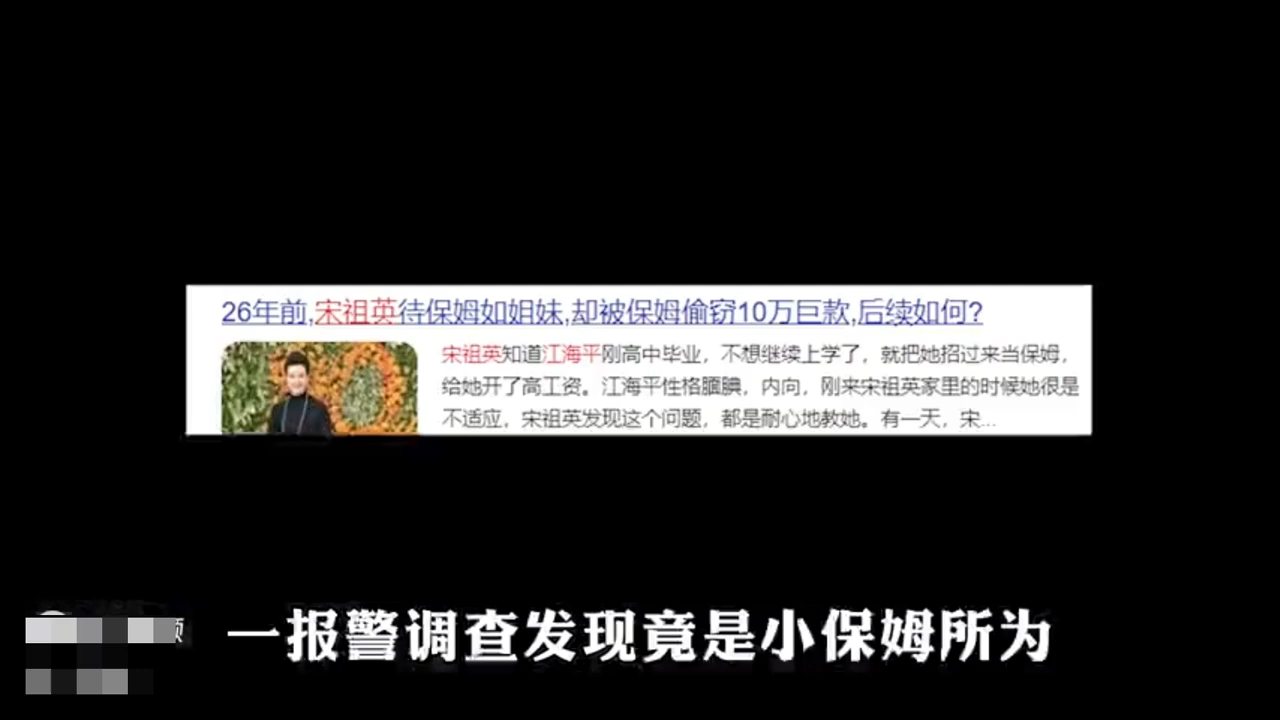 26年前,宋祖英待保姆如姐妹,却被保姆偷窃10万巨款,后续如何?
宋祖英知道江海平刚高中毕业，不想继续上学了，就把她招过来当保姆，
给她开了高工资。江海平性格腼腆，内向，刚来宋祖英家里的时候她很是
不适应，宋祖英发现这个问题，都是耐心地教她。有一天，宋...
一报警调查发现竟是小保姆所为